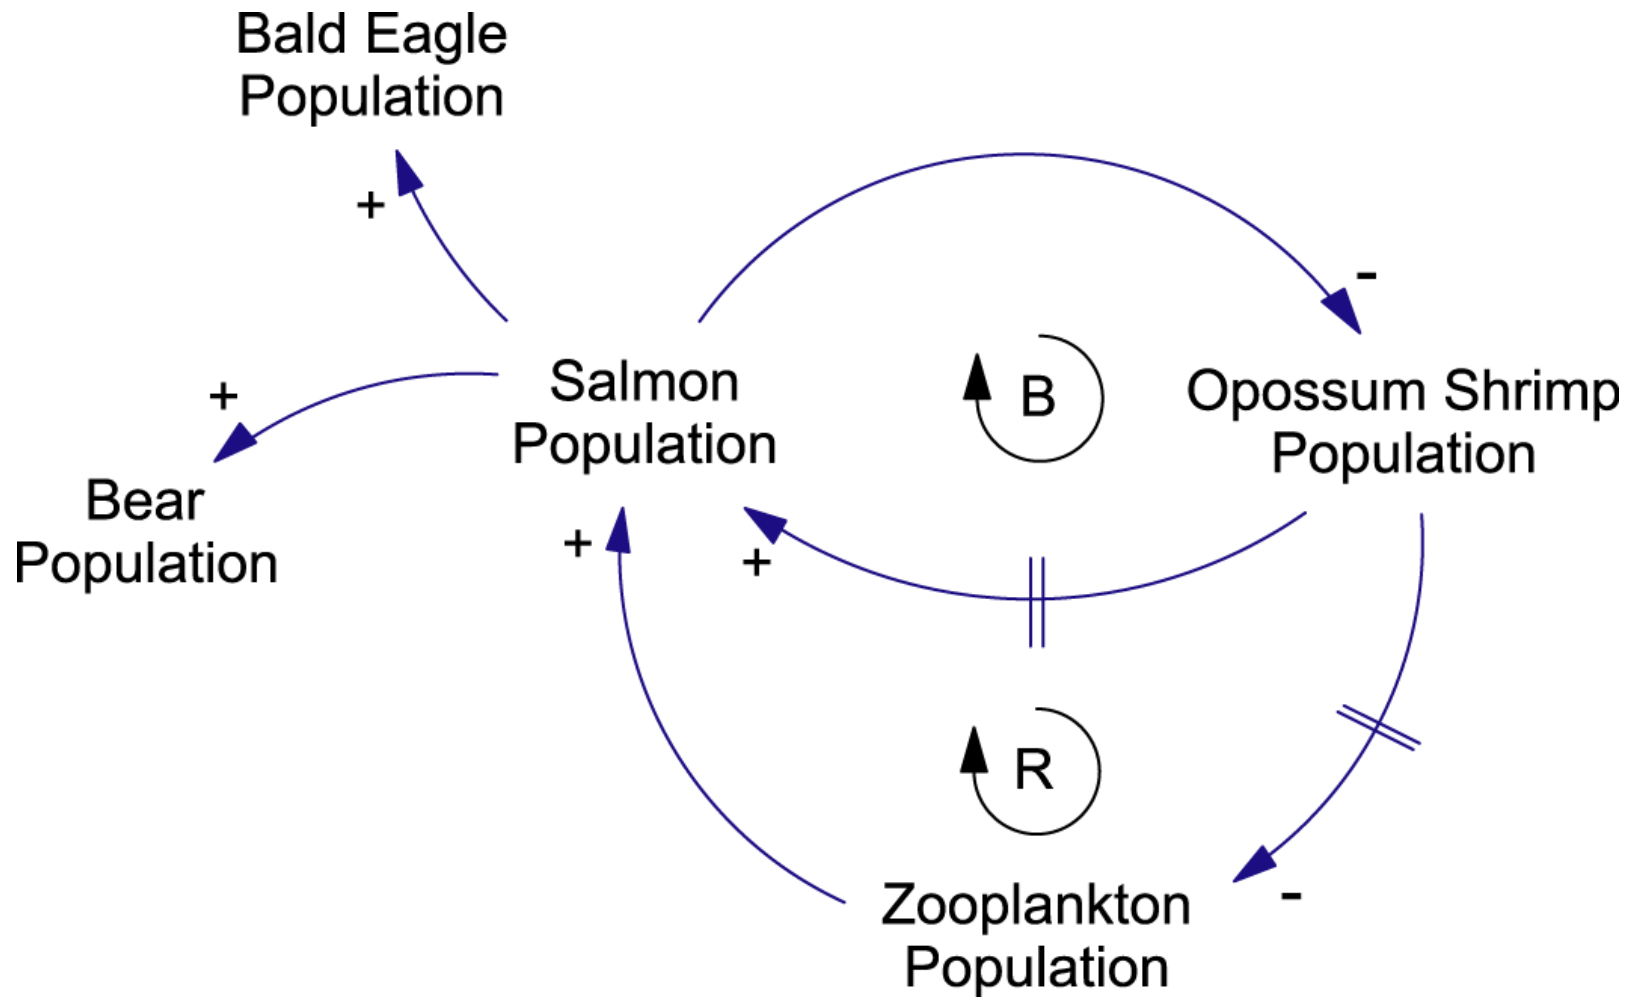 Bald Eagle
Population
+
-
+
Salmon
Population
B
Opossum Shrimp
Population
Bear
Population
+
+
R
-
Zooplankton
Population